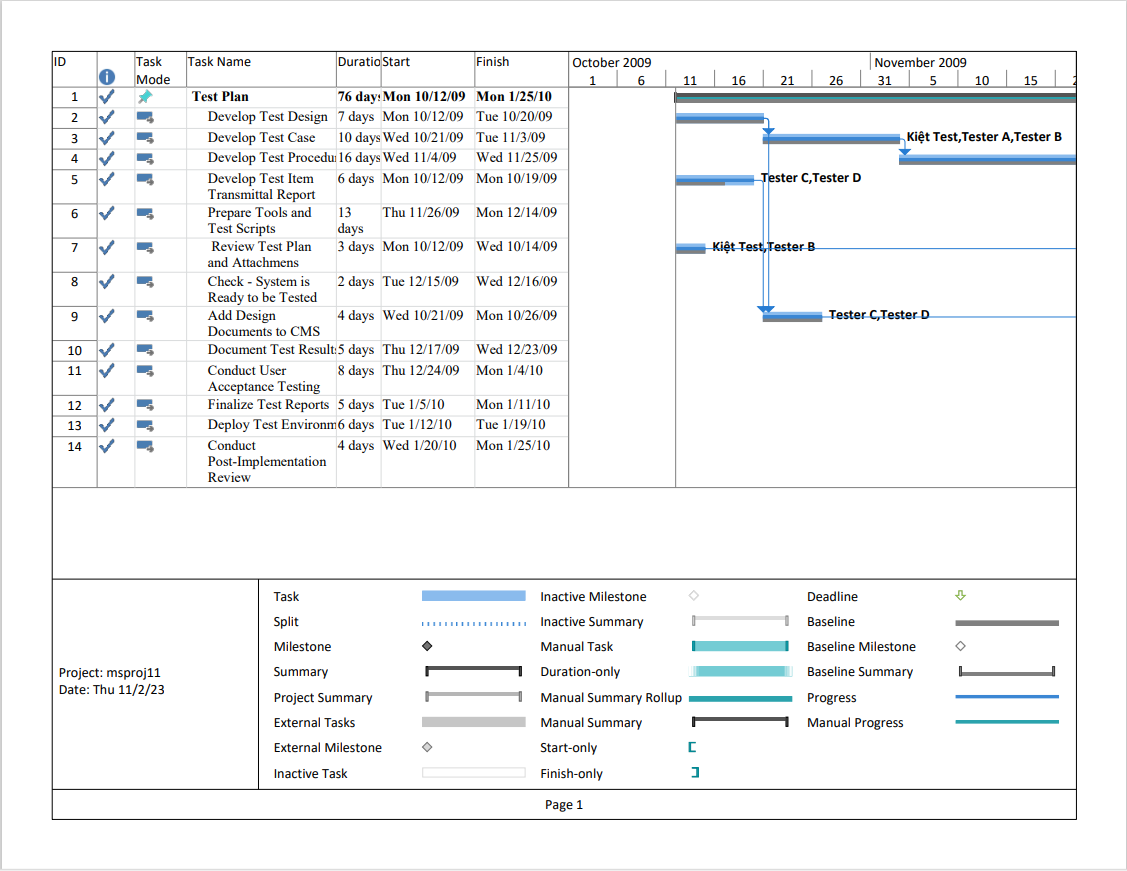 ID Task Mode Task Name Duratio Start Finish October 2009 November 2009
1 6 11 16 21 26 31 5 10 15 2
1 Test Plan 76 days Mon 10/12/09 Mon 1/25/10
2 Develop Test Design 7 days Mon 10/12/09 Tue 10/20/09
3 Develop Test Case 10 days Wed 10/21/09 Tue 11/3/09 Kiệt Test,Tester A,Tester B
4 Develop Test Procedu 16 days Wed 11/4/09 Wed 11/25/09
5 Develop Test Item 6 days Mon 10/12/09 Mon 10/19/09 Tester C,Tester D
Transmittal Report
6 Prepare Tools and 13 Thu 11/26/09 Mon 12/14/09
Test Scripts days
7 Review Test Plan 3 days Mon 10/12/09 Wed 10/14/09 Kiệt Test,Tester B
and Attachmens
8 Check - System is 2 days Tue 12/15/09 Wed 12/16/09
Ready to be Tested
9 Add Design 4 days Wed 10/21/09 Mon 10/26/09 Tester C,Tester D
Documents to CMS
10 Document Test Results 5 days Thu 12/17/09 Wed 12/23/09
11 Conduct User 8 days Thu 12/24/09 Mon 1/4/10
Acceptance Testing
12 Finalize Test Reports 5 days Tue 1/5/10 Mon 1/11/10
13 Deploy Test Environm 6 days Tue 1/12/10 Tue 1/19/10
14 Conduct 4 days Wed 1/20/10 Mon 1/25/10
Post-Implementation
Review
Project: msproj11
Date: Thu 11/2/23
Task
Split
Milestone
Summary
Project Summary
External Tasks
External Milestone
Inactive Task
Inactive Milestone
Inactive Summary
Manual Task
Duration-only
Manual Summary Rollup
Manual Summary
Start-only
Finish-only
Deadline
Baseline
Baseline Milestone
Baseline Summary
Progress
Manual Progress
Page 1